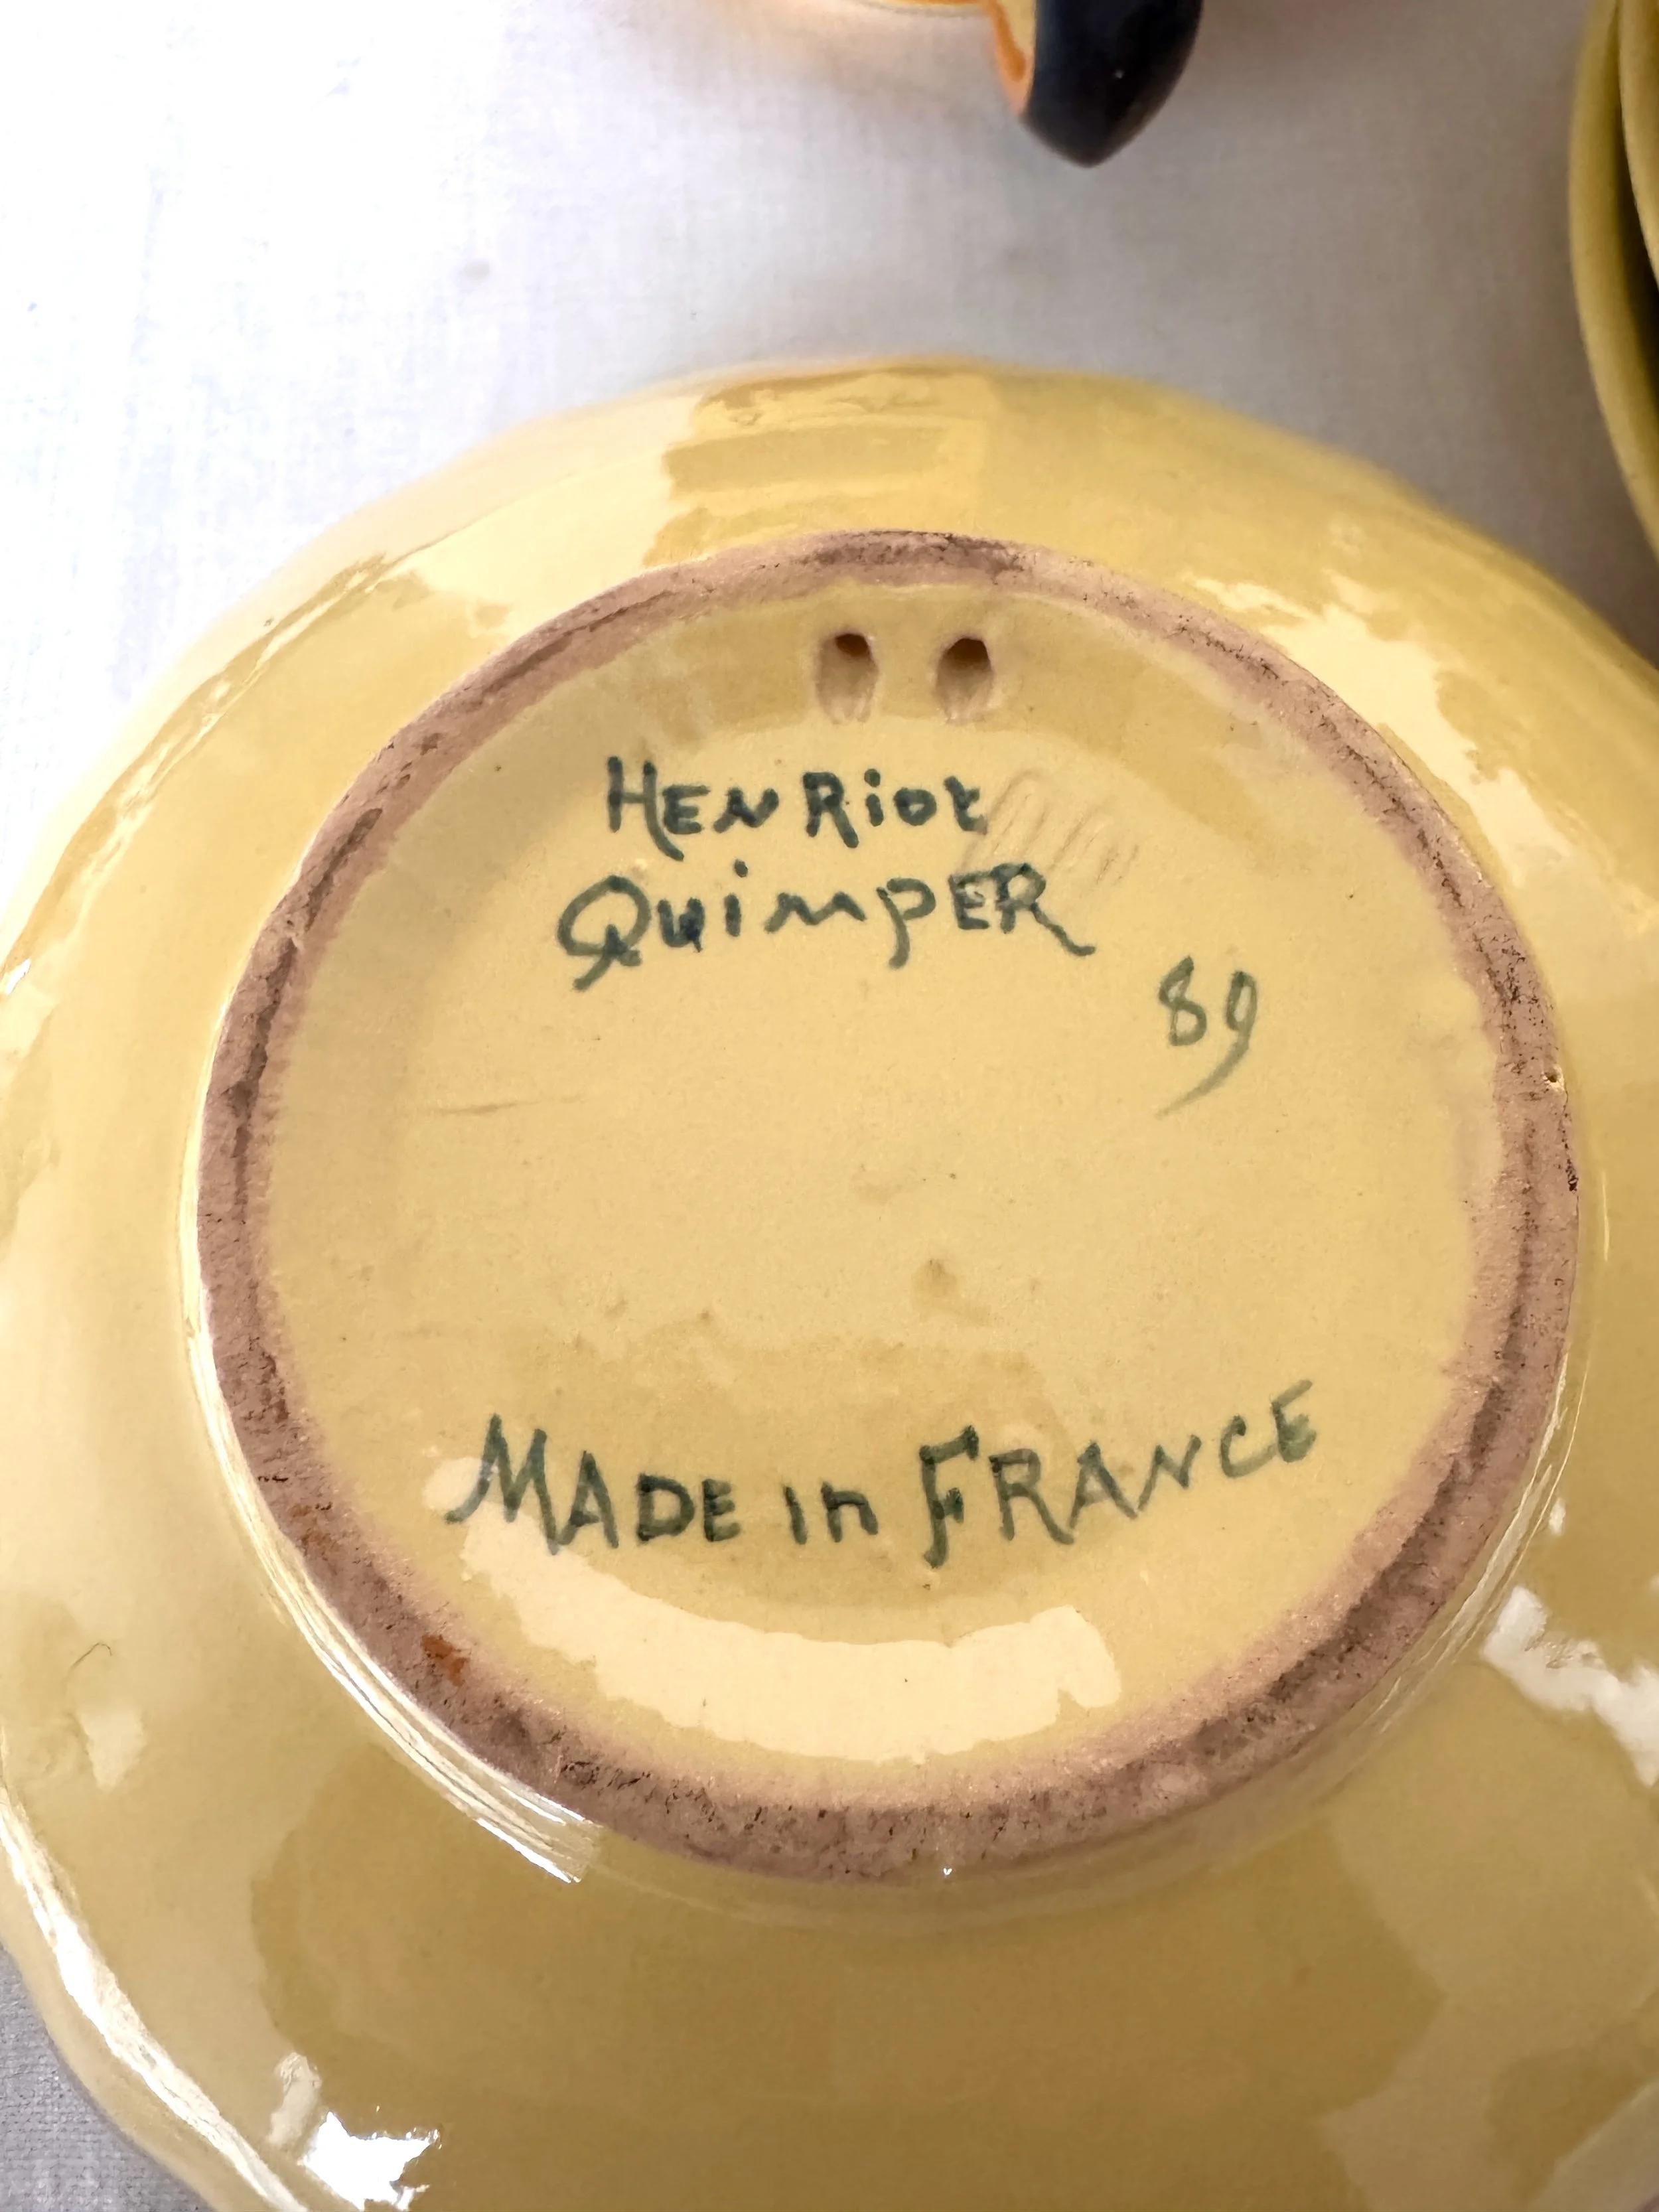 HENRiot
QuimpER
89
MADE in FRANCE